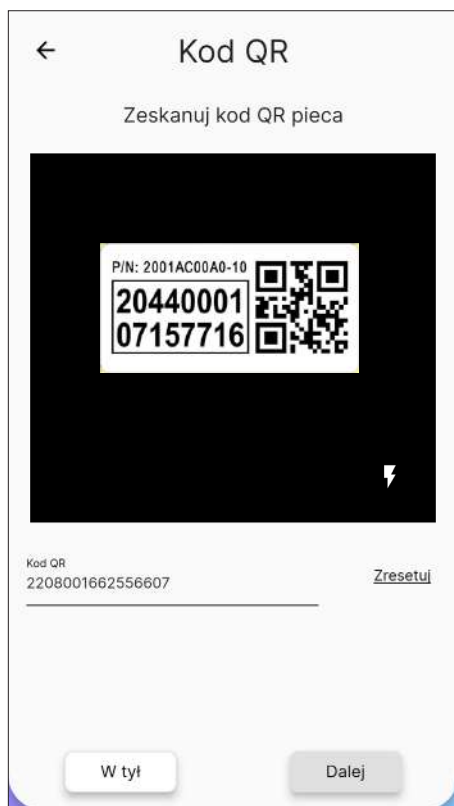 Kod QR
Zeskanuj kod QR pieca
P/N: 2001AC00A0-10
20440001
07157716
Kod QR
2208001662556607
Zresetuj
W tył
Dalej